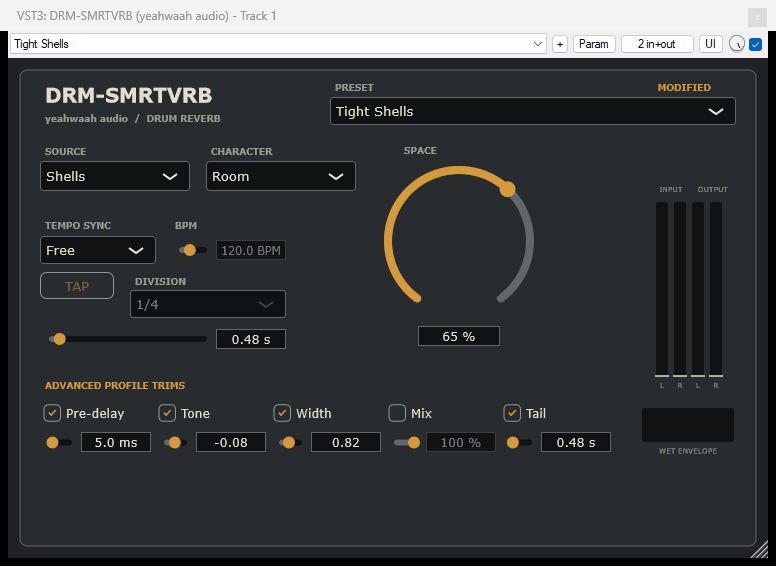 VST3: DRM-SMRTVRB (yeahwaah audio) - Track 1
x
Tight Shells
+
Param
2 in+out
UI
DRM-SMRTVRB
yeahwaah audio / DRUM REVERB
PRESET
MODIFIED
Tight Shells
SOURCE
CHARACTER
SPACE
Shells
Room
INPUT
OUTPUT
TEMPO SYNC
BPM
Free
120.0 BPM
TAP
DIVISION
1/4
0.48 s
65 %
L R L R
ADVANCED PROFILE TRIMS
Pre-delay
Tone
Width
Mix
Tail
5.0 ms
-0.08
0.82
100 %
0.48 s
WET ENVELOPE